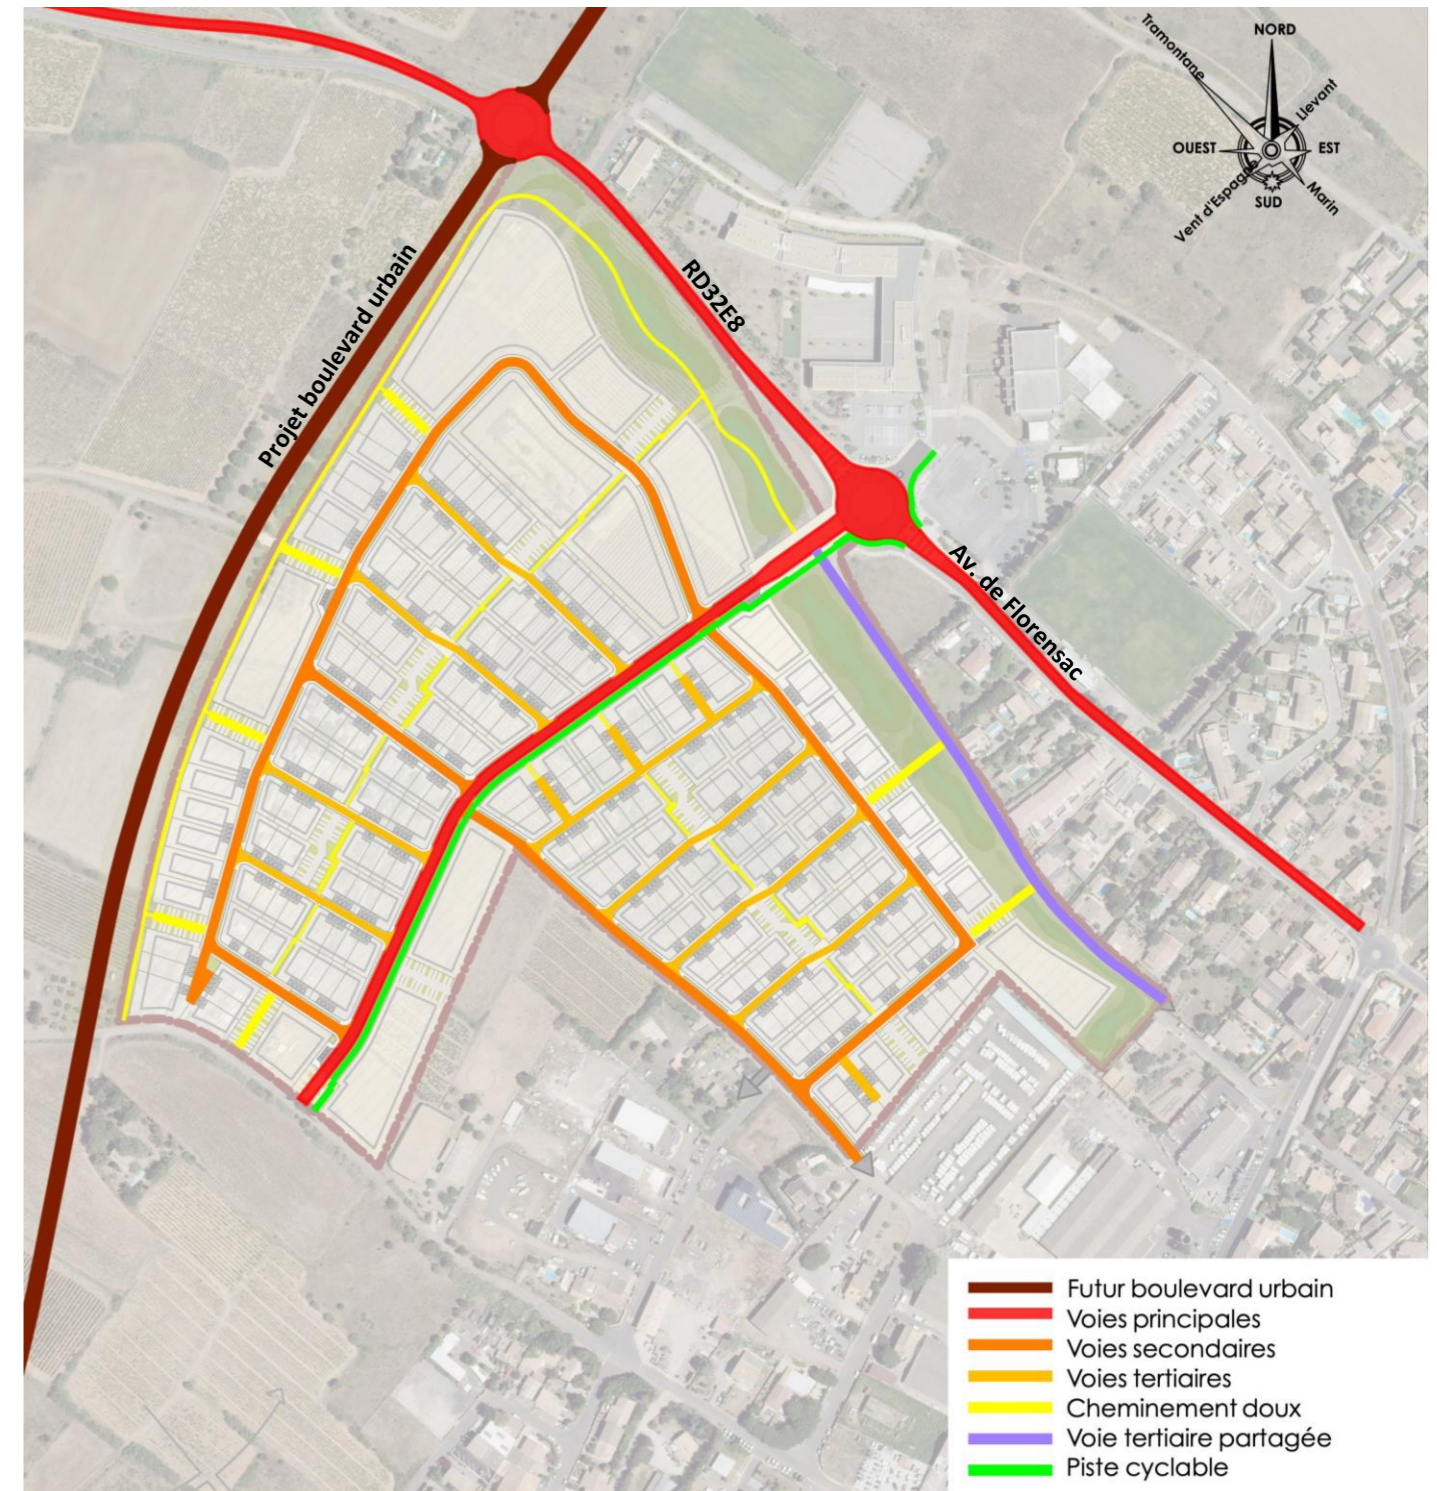 NORD
Tramontane
Llevant
OUEST
EST
Vent d'Espagne
SUD
Marin
RD32E8
Projet boulevard urbain
Av. de Florensac
Futur boulevard urbain
Voies principales
Voies secondaires
Voies tertiaires
Cheminement doux
Voie tertiaire partagée
Piste cyclable